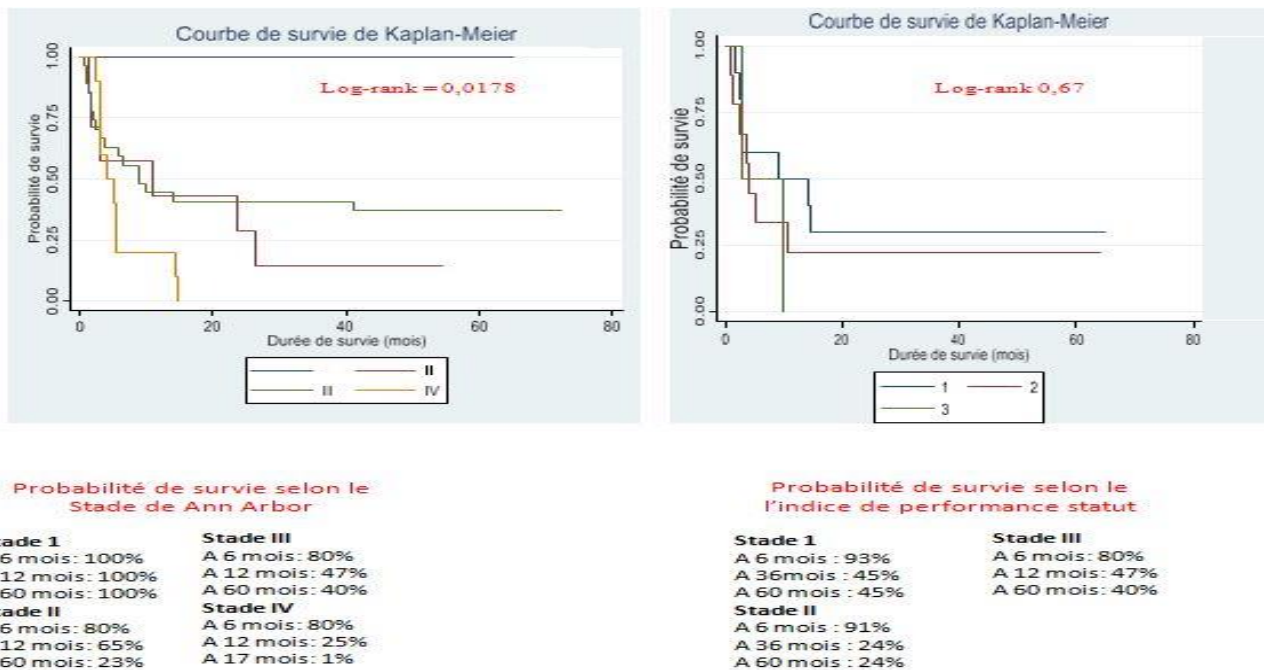 Courbe de survie de Kaplan-Meier
Log-rank = 0,0178
Probabilité de survie
1.00
0.75
0.50
0.25
0.00
0 20 40 60 80
Durée de survie (mois)
II
III IV
Courbe de survie de Kaplan-Meier
Log-rank 0,67
Probabilité de survie
1.00
0.75
0.50
0.25
0.00
0 20 40 60 80
Durée de survie (mois)
1 2
3
Probabilité de survie selon le
Stade de Ann Arbor
tade 1
6 mois: 100%
12 mois: 100%
60 mois: 100%
tade II
6 mois: 80%
12 mois: 65%
60 mois: 23%
Stade III
A 6 mois: 80%
A 12 mois: 47%
A 60 mois: 40%
Stade IV
A 6 mois: 80%
A 12 mois: 25%
A 17 mois: 1%
Probabilité de survie selon le
l'indice de performance statut
Stade 1
A 6 mois : 93%
A 36mois : 45%
A 60 mois : 45%
Stade II
A 6 mois : 91%
A 36 mois : 24%
A 60 mois : 24%
Stade III
A 6 mois: 80%
A 12 mois: 47%
A 60 mois: 40%